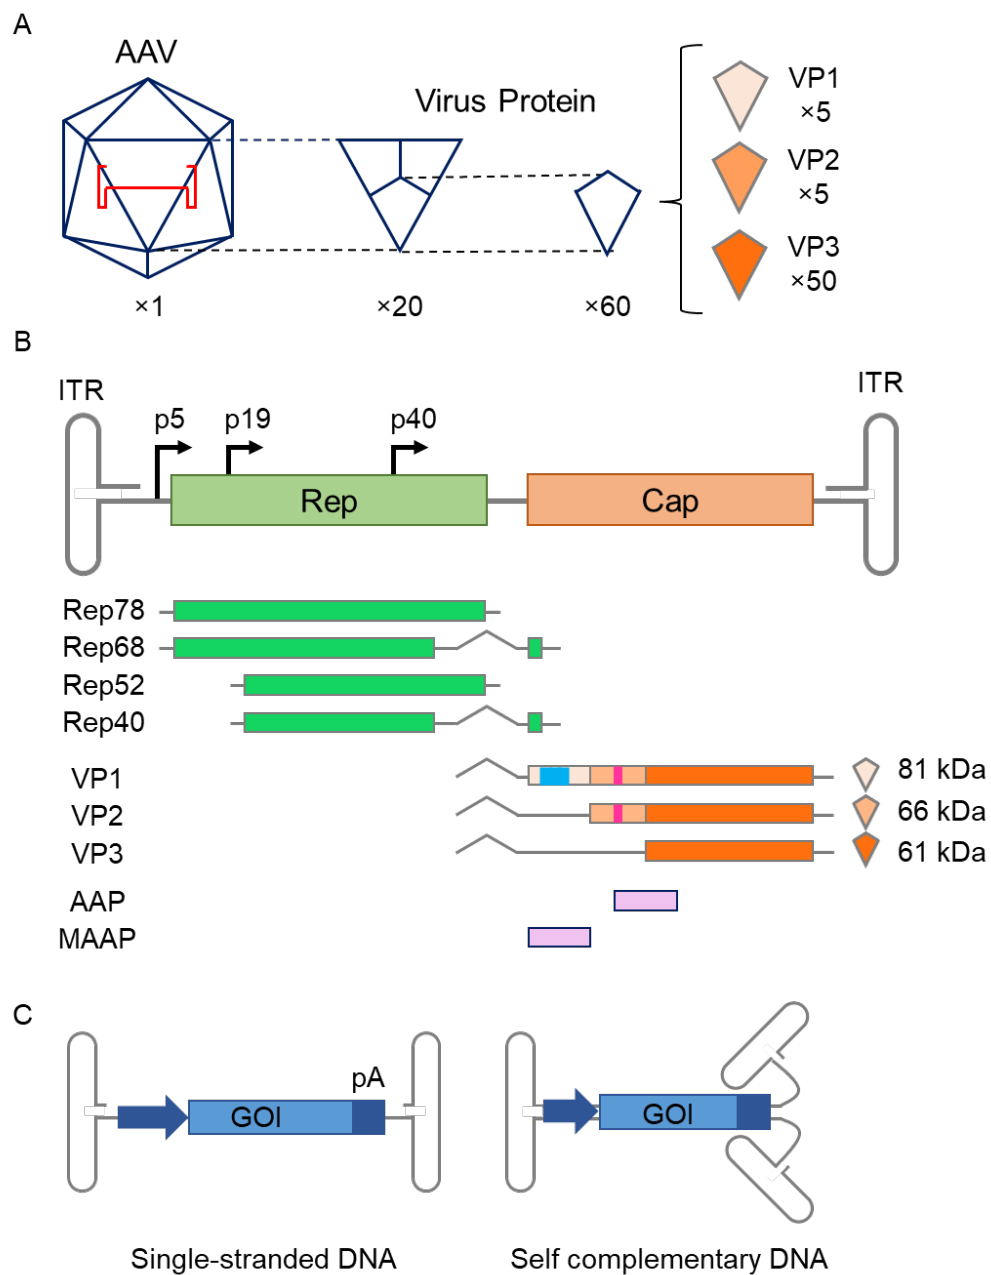 A
AAV
Virus Protein
VP1
×5
VP2
×5
VP3
×50
×1
×20
×60
B
ITR
ITR
p5
p19
p40
Rep
Cap
Rep78
Rep68
Rep52
Rep40
VP1
81 kDa
VP2
66 kDa
VP3
61 kDa
AAP
MAAP
C
pA
GOI
GOI
Single-stranded DNA
Self complementary DNA